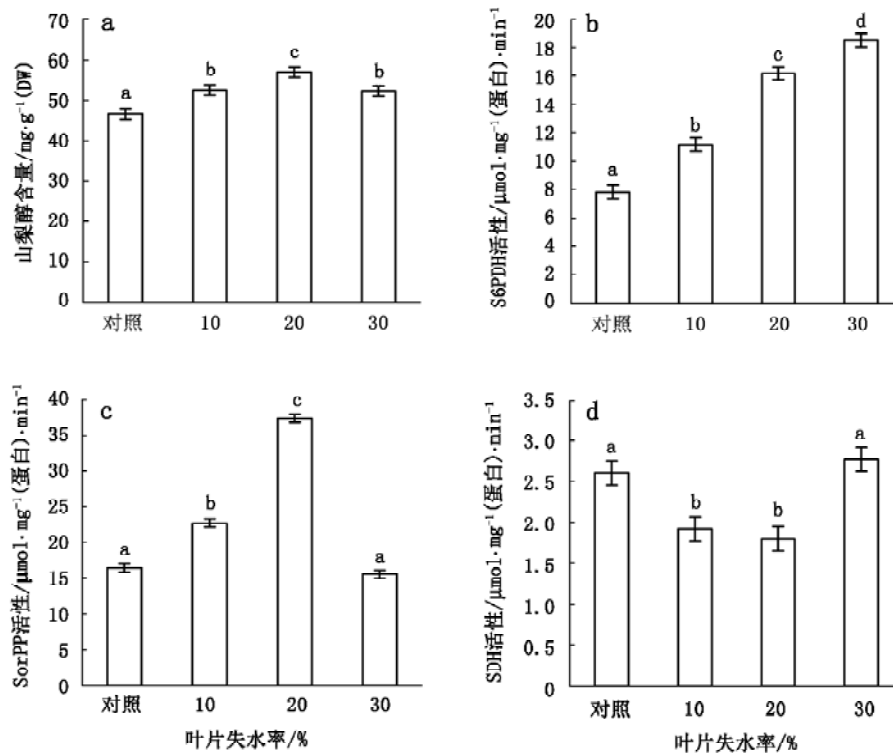 a
山梨醇含量/mg·g⁻¹(DW)
70
60
50
40
30
20
10
0
a
b
c
b
对照 10 20 30
b
S6PDH活性/μmol·mg⁻¹(蛋白)·min⁻¹
20
18
16
14
12
10
8
6
4
2
0
a
b
c
d
对照 10 20 30
c
SorPP活性/μmol·mg⁻¹(蛋白)·min⁻¹
40
35
30
25
20
15
10
5
0
a
b
c
a
对照 10 20 30
叶片失水率/%
d
SDH活性/μmol·mg⁻¹(蛋白)·min⁻¹
3.5
3.0
2.5
2.0
1.5
1.0
0.5
0
a
b
b
a
对照 10 20 30
叶片失水率/%